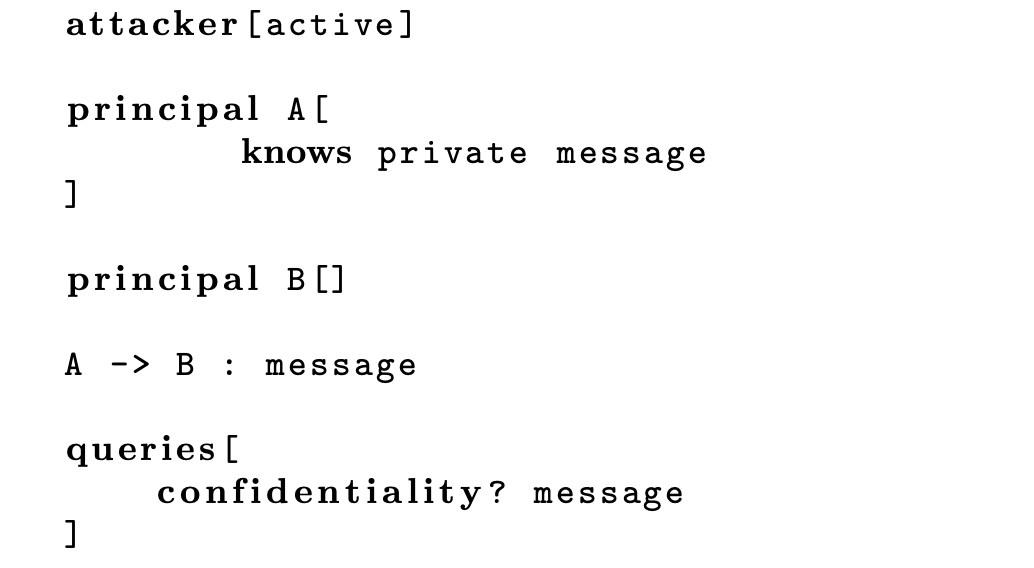 attacker[active]
principal A[
knows private message
]
principal B[]
A -> B : message
queries[
confidentiality? message
]